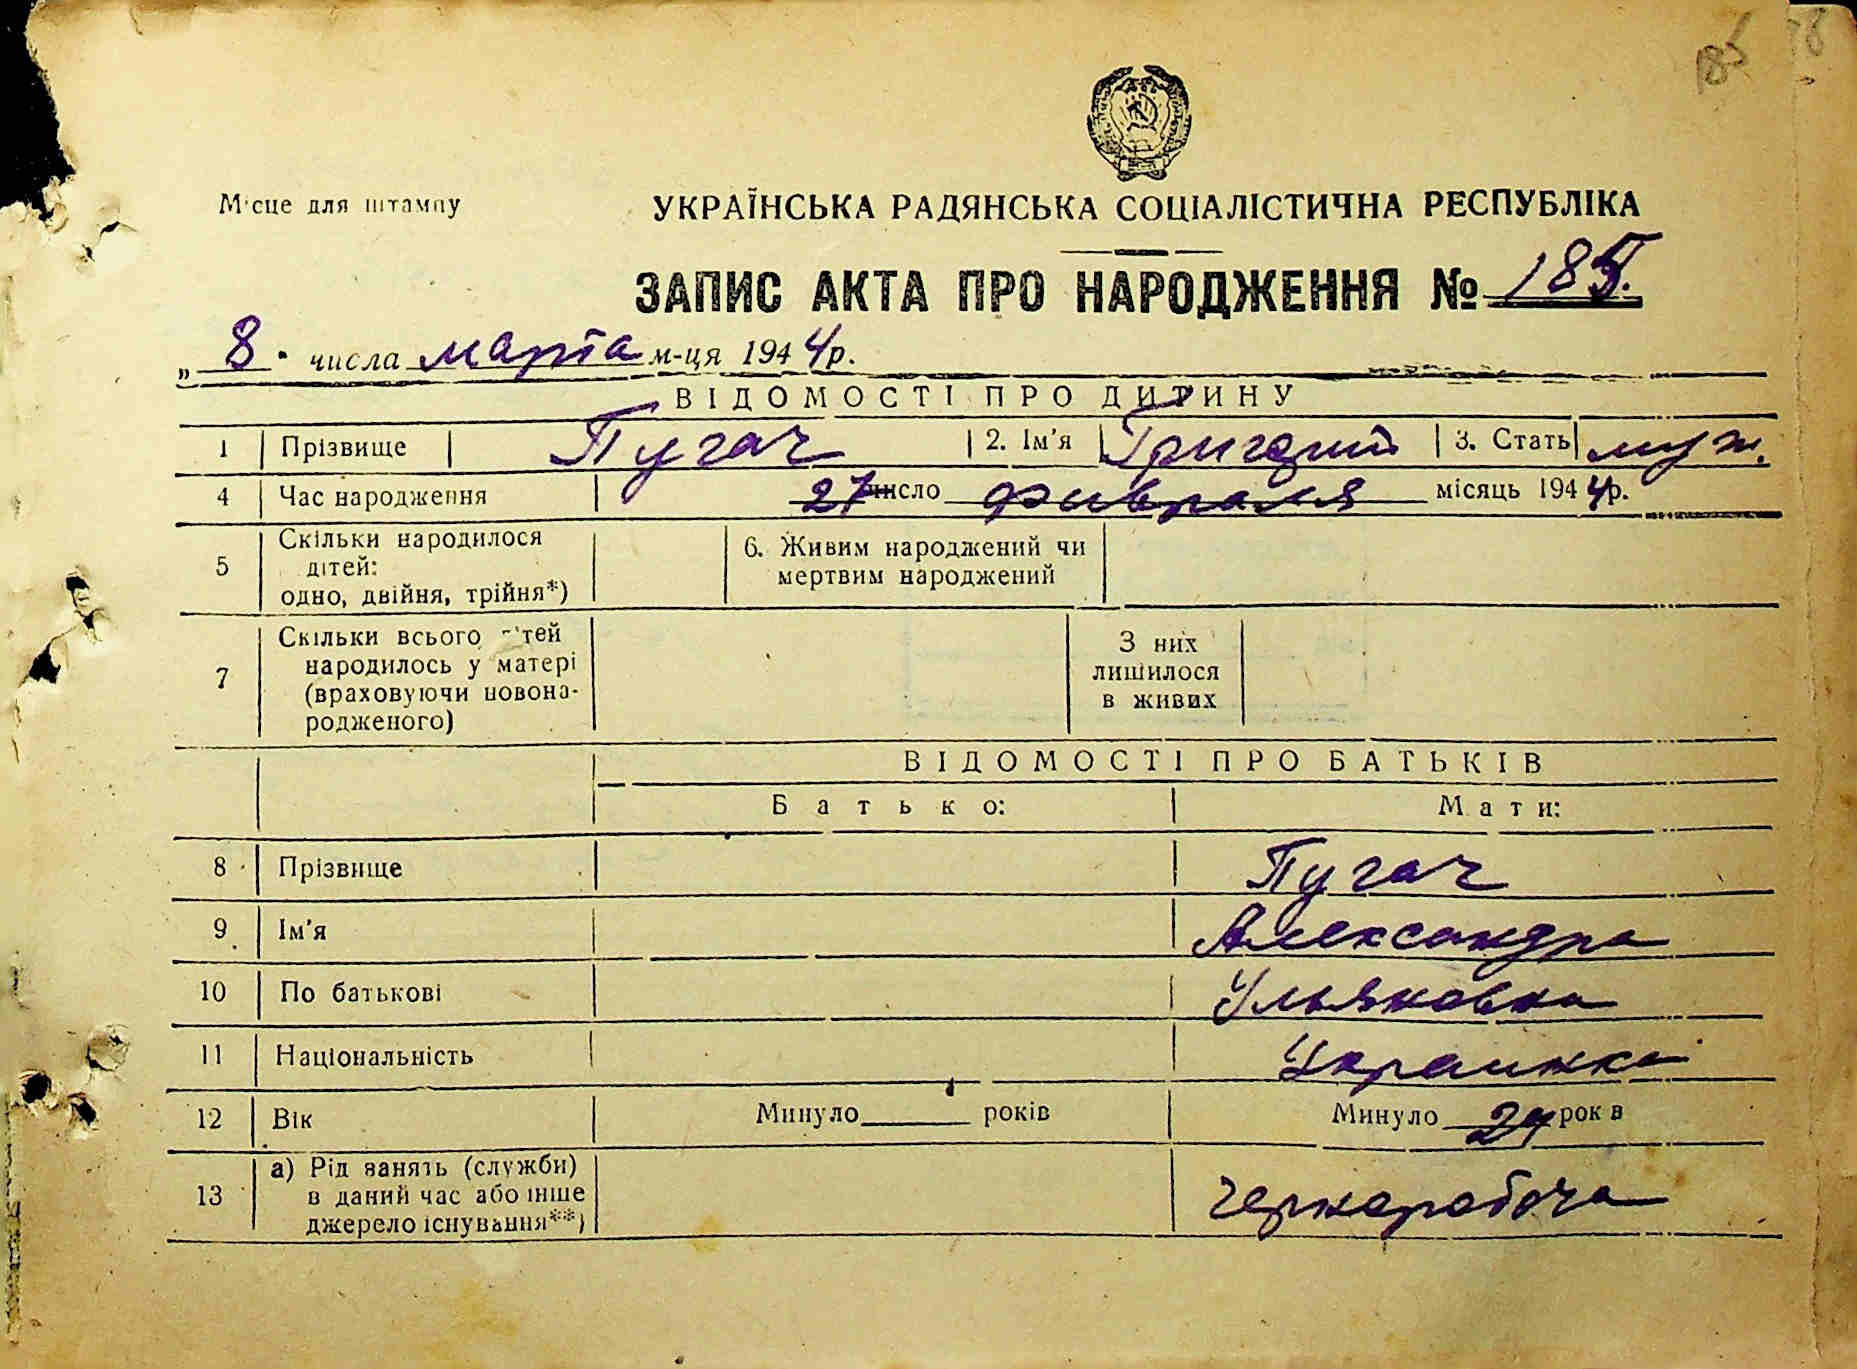 185
Місце для штампу
УКРАЇНСЬКА РАДЯНСЬКА СОЦІАЛІСТИЧНА РЕСПУБЛІКА
ЗАПИС АКТА ПРО НАРОДЖЕННЯ № 185.
„ 8 " числа марта м-ця 1944р.
ВІДОМОСТІ ПРО ДИТИНУ
1 Прізвище Пугач 2. Ім'я Григорий 3. Стать муж.
4 Час народження 27 число февраля місяць 1944р.
5 Скільки народилося
дітей:
одно, двійня, трійня*)
6. Живим народжений чи
мертвим народжений
7 Скільки всього дітей
народилось у матері
(враховуючи новона-
родженого)
З них
лишилося
в живих
ВІДОМОСТІ ПРО БАТЬКІВ
Батько: Мати:
8 Прізвище Пугач
9 Ім'я Александра
10 По батькові Ульяновна
11 Національність Украинка
12 Вік Минуло років Минуло 24 рок в
13 а) Рід занять (служби)
в даний час або інше
джерело існування**)
чернорабоча